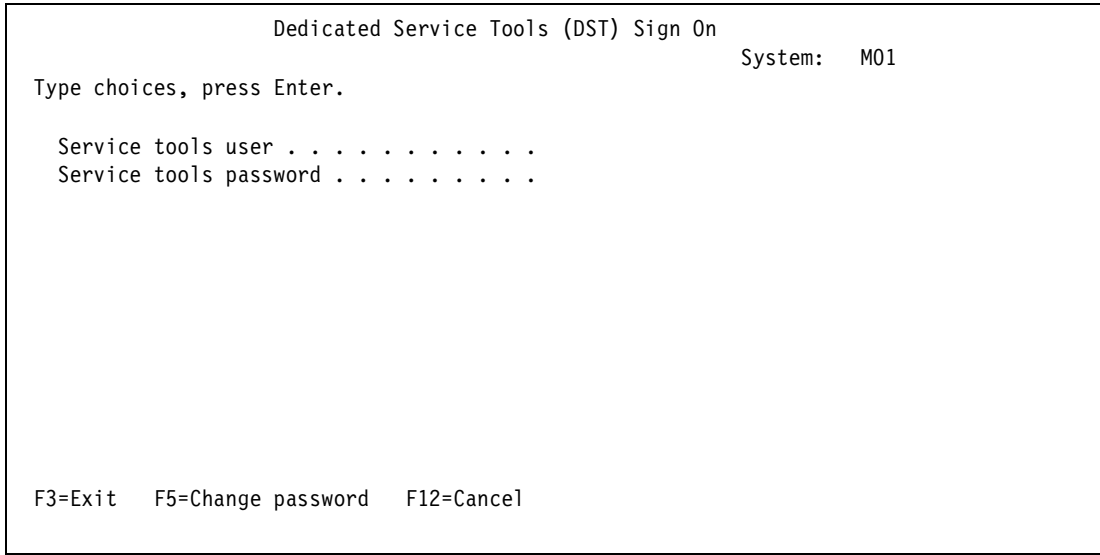 Dedicated Service Tools (DST) Sign On
System: M01
Type choices, press Enter.
Service tools user . . . . . . . . . . .
Service tools password . . . . . . . . .
F3=Exit F5=Change password F12=Cancel